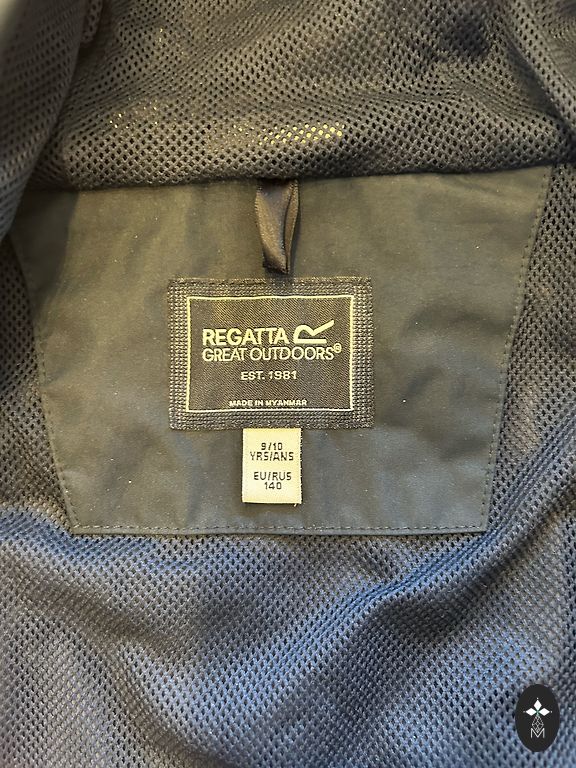 REGATTA
GREAT OUTDOORS®
EST. 1981
MADE IN MYANMAR
9/10
YRS/ANS
EU/RUS
140
M